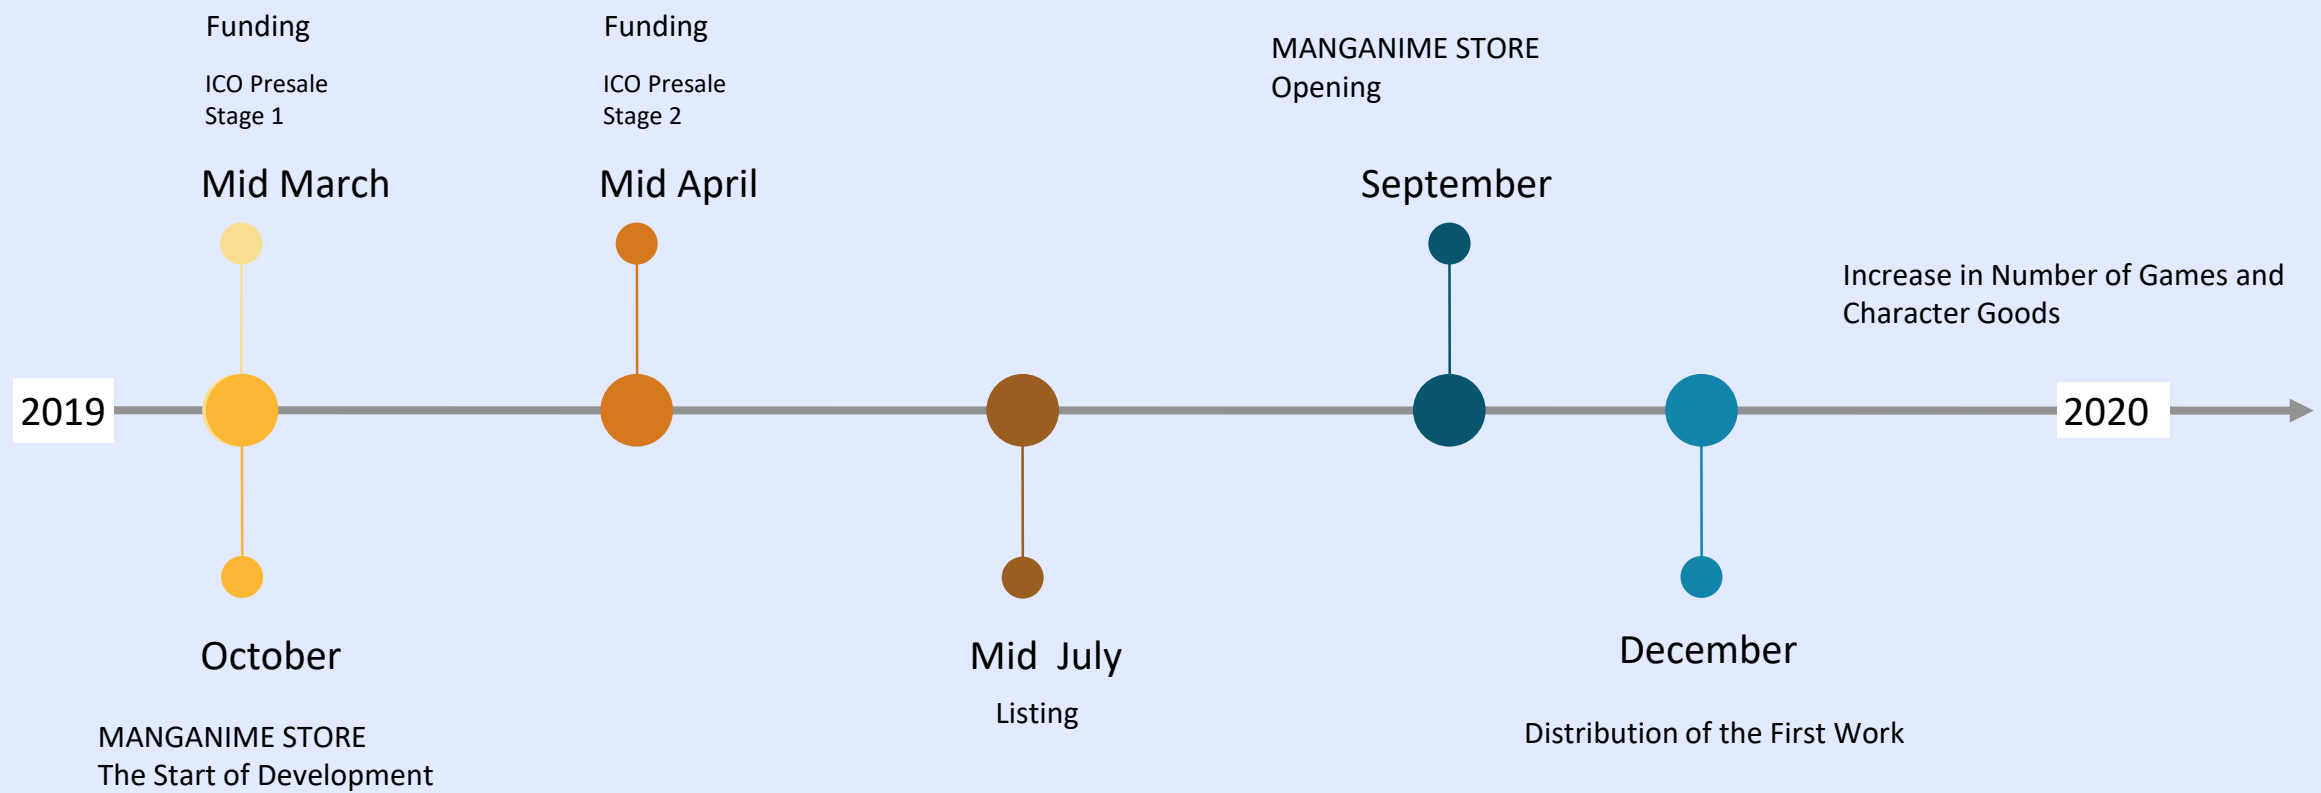 Funding
ICO Presale
Stage 1
Mid March
Funding
ICO Presale
Stage 2
Mid April
MANGANIME STORE
Opening
September
Increase in Number of Games and
Character Goods
2019
2020
October
MANGANIME STORE
The Start of Development
Mid July
Listing
December
Distribution of the First Work